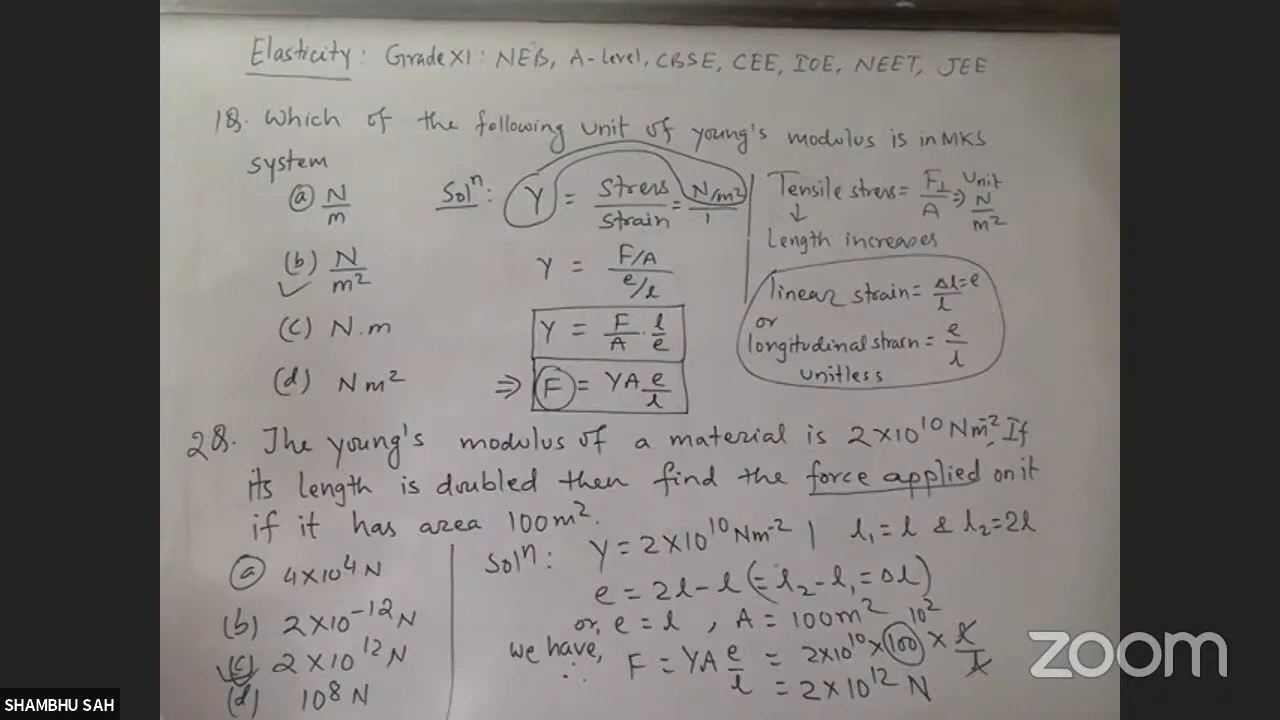 Elasticity: Grade XI: NEB, A-level, CBSE, CEE, IOE, NEET, JEE
1Q. Which of the following unit of young's modulus is in MKS
system
(a) N/m
(b) N/m²
(c) N.m
(d) Nm²
Solⁿ: Y = Stress/Strain = N/m²/1
Y = F/A / e/l
Y = F/A . l/e
⇒ F = YA e/l
Tensile stress = F⊥/A ⇒ Unit N/m²
↓
Length increases
linear strain = Δl=e/l
or
longitudinal strain = e/l
unitless
2Q. The young's modulus of a material is 2×10¹⁰ Nm⁻². If
its length is doubled then find the force applied on it
if it has area 100m².
(a) 4×10⁴ N
(b) 2×10⁻¹² N
(c) 2×10¹² N
(d) 10⁸ N
Solⁿ: Y = 2×10¹⁰ Nm⁻² | l₁ = l & l₂ = 2l
e = 2l - l (= l₂ - l₁ = Δl)
or, e = l , A = 100m²
we have,
∴ F = YA e/l = 2×10¹⁰ × 100 10² × l/l
= 2×10¹² N
zoom
SHAMBHU SAH